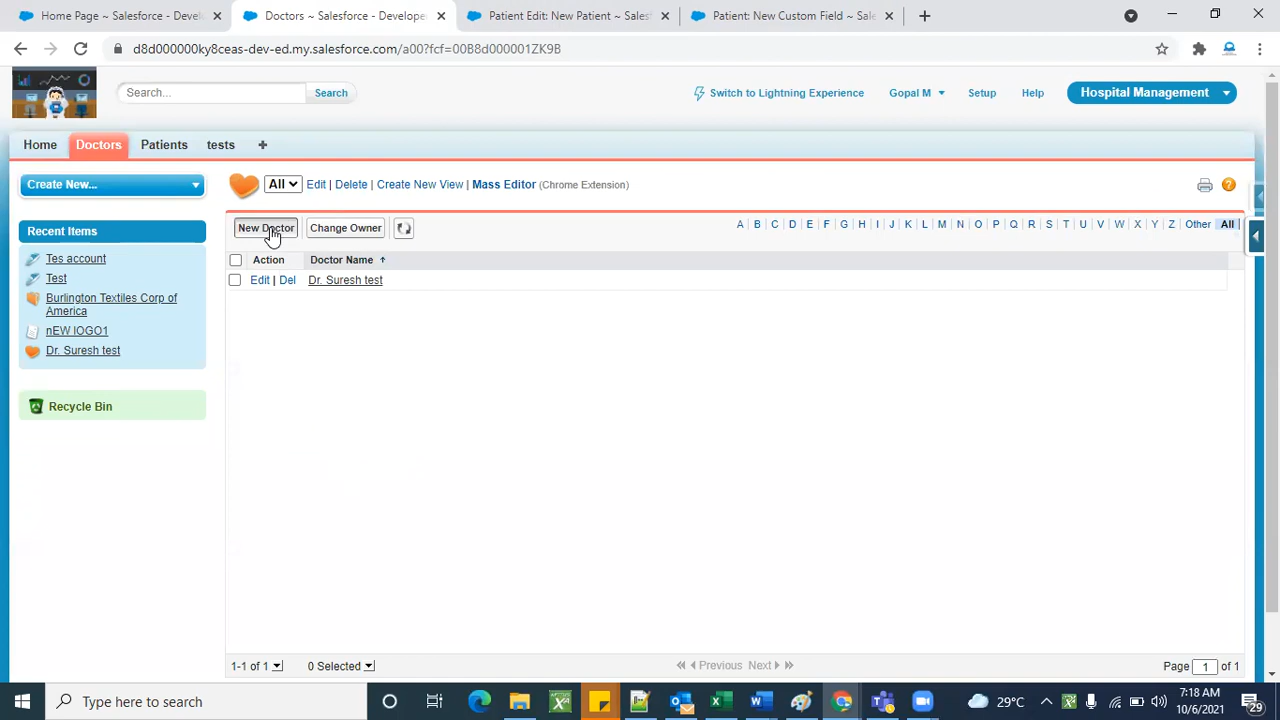 Home Page ~ Salesforce - Develo
Doctors ~ Salesforce - Develope
Patient Edit: New Patient ~ Salesf
Patient: New Custom Field ~ Sale
d8d000000ky8ceas-dev-ed.my.salesforce.com/a00?fcf=00B8d000001ZK9B
Search...
Search
Switch to Lightning Experience
Gopal M
Setup
Help
Hospital Management
Home
Doctors
Patients
tests
Create New...
All
Edit | Delete | Create New View | Mass Editor (Chrome Extension)
Recent Items
New Doctor
Change Owner
A | B | C | D | E | F | G | H | I | J | K | L | M | N | O | P | Q | R | S | T | U | V | W | X | Y | Z | Other | All
Tes account
Action
Doctor Name
Test
Edit | Del
Dr. Suresh test
Burlington Textiles Corp of
America
nEW lOGO1
Dr. Suresh test
Recycle Bin
1-1 of 1
0 Selected
Previous Next
Page 1 of 1
Type here to search
29°C
7:18 AM
10/6/2021
29